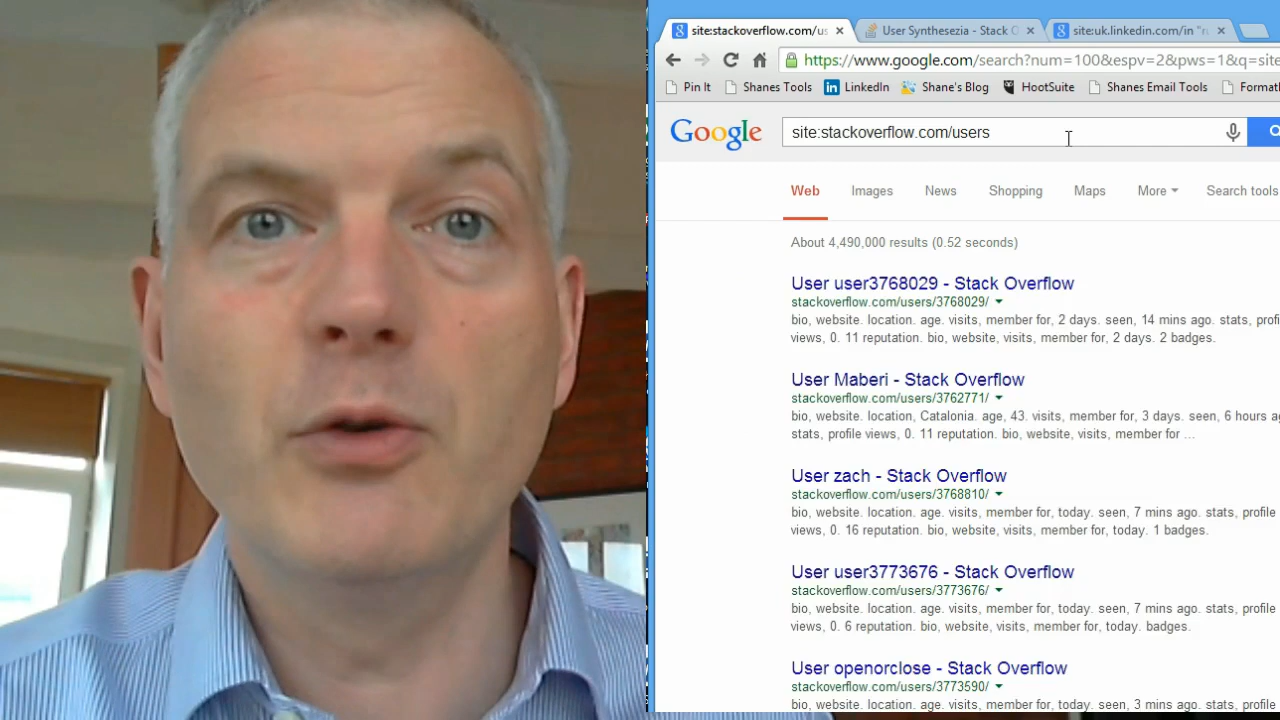 site:stackoverflow.com/us
User Synthesezia - Stack O
site:uk.linkedin.com/in "n
https://www.google.com/search?num=100&espv=2&pws=1&q=site
Pin It Shanes Tools LinkedIn Shane's Blog HootSuite Shanes Email Tools Format
Google site:stackoverflow.com/users
Web Images News Shopping Maps More Search tools
About 4,490,000 results (0.52 seconds)
User user3768029 - Stack Overflow
stackoverflow.com/users/3768029/
bio, website. location. age. visits, member for, 2 days. seen, 14 mins ago. stats, profi
views, 0. 11 reputation. bio, website, visits, member for, 2 days. 2 badges.
User Maberi - Stack Overflow
stackoverflow.com/users/3762771/
bio, website. location, Catalonia. age, 43. visits, member for, 3 days. seen, 6 hours ag
stats, profile views, 0. 11 reputation. bio, website, visits, member for ...
User zach - Stack Overflow
stackoverflow.com/users/3768810/
bio, website. location. age. visits, member for, today. seen, 7 mins ago. stats, profile
views, 0. 16 reputation. bio, website, visits, member for, today. 1 badges.
User user3773676 - Stack Overflow
stackoverflow.com/users/3773676/
bio, website. location. age. visits, member for, today. seen, 7 mins ago. stats, profile
views, 0. 6 reputation. bio, website, visits, member for, today. badges.
User openorclose - Stack Overflow
stackoverflow.com/users/3773590/
bio, website. location. age. visits, member for, today. seen, 3 mins ago. stats, profile